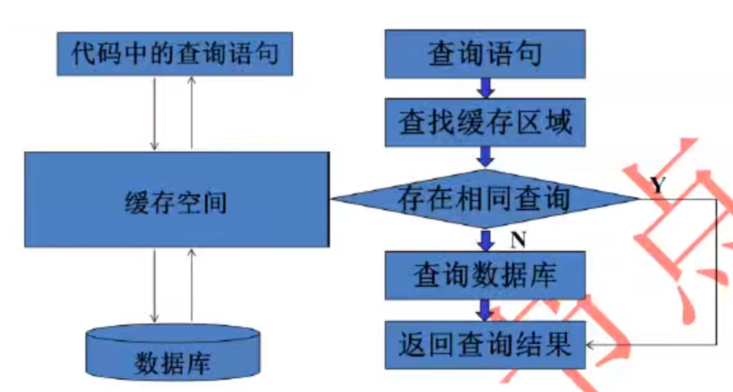 代码中的查询语句
缓存空间
数据库
查询语句
查找缓存区域
存在相同查询
Y
N
查询数据库
返回查询结果